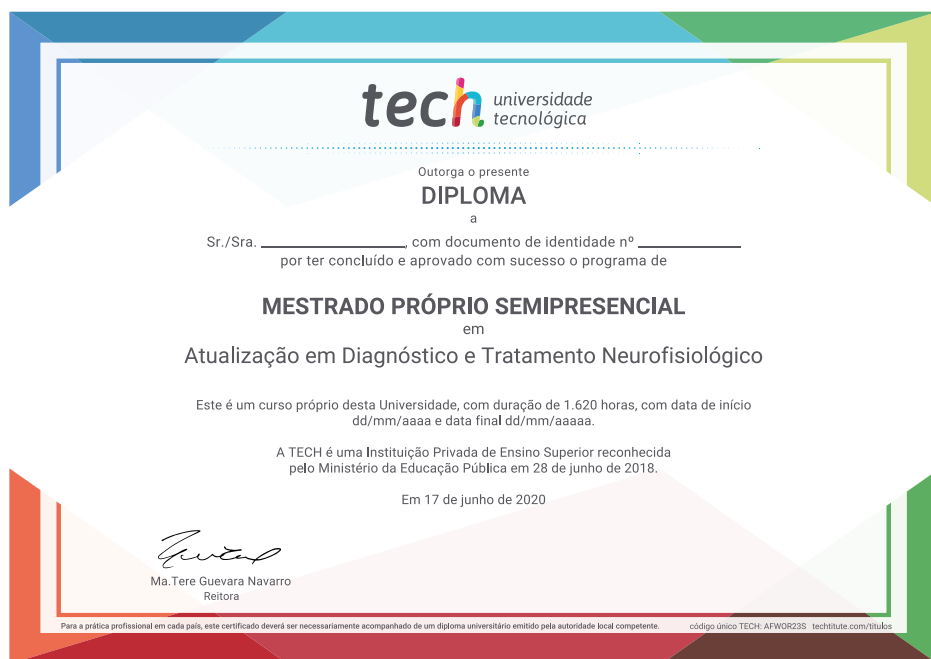 tech universidade
tecnológica
Outorga o presente
DIPLOMA
a
Sr./Sra. ____________________, com documento de identidade nº ______________
por ter concluído e aprovado com sucesso o programa de
MESTRADO PRÓPRIO SEMIPRESENCIAL
em
Atualização em Diagnóstico e Tratamento Neurofisiológico
Este é um curso próprio desta Universidade, com duração de 1.620 horas, com data de início
dd/mm/aaaa e data final dd/mm/aaaaa.
A TECH é uma Instituição Privada de Ensino Superior reconhecida
pelo Ministério da Educação Pública em 28 de junho de 2018.
Em 17 de junho de 2020
Ma.Tere Guevara Navarro
Reitora
Para a prática profissional em cada país, este certificado deverá ser necessariamente acompanhado de um diploma universitário emitido pela autoridade local competente. código único TECH: AFWOR23S techtitute.com/titulos